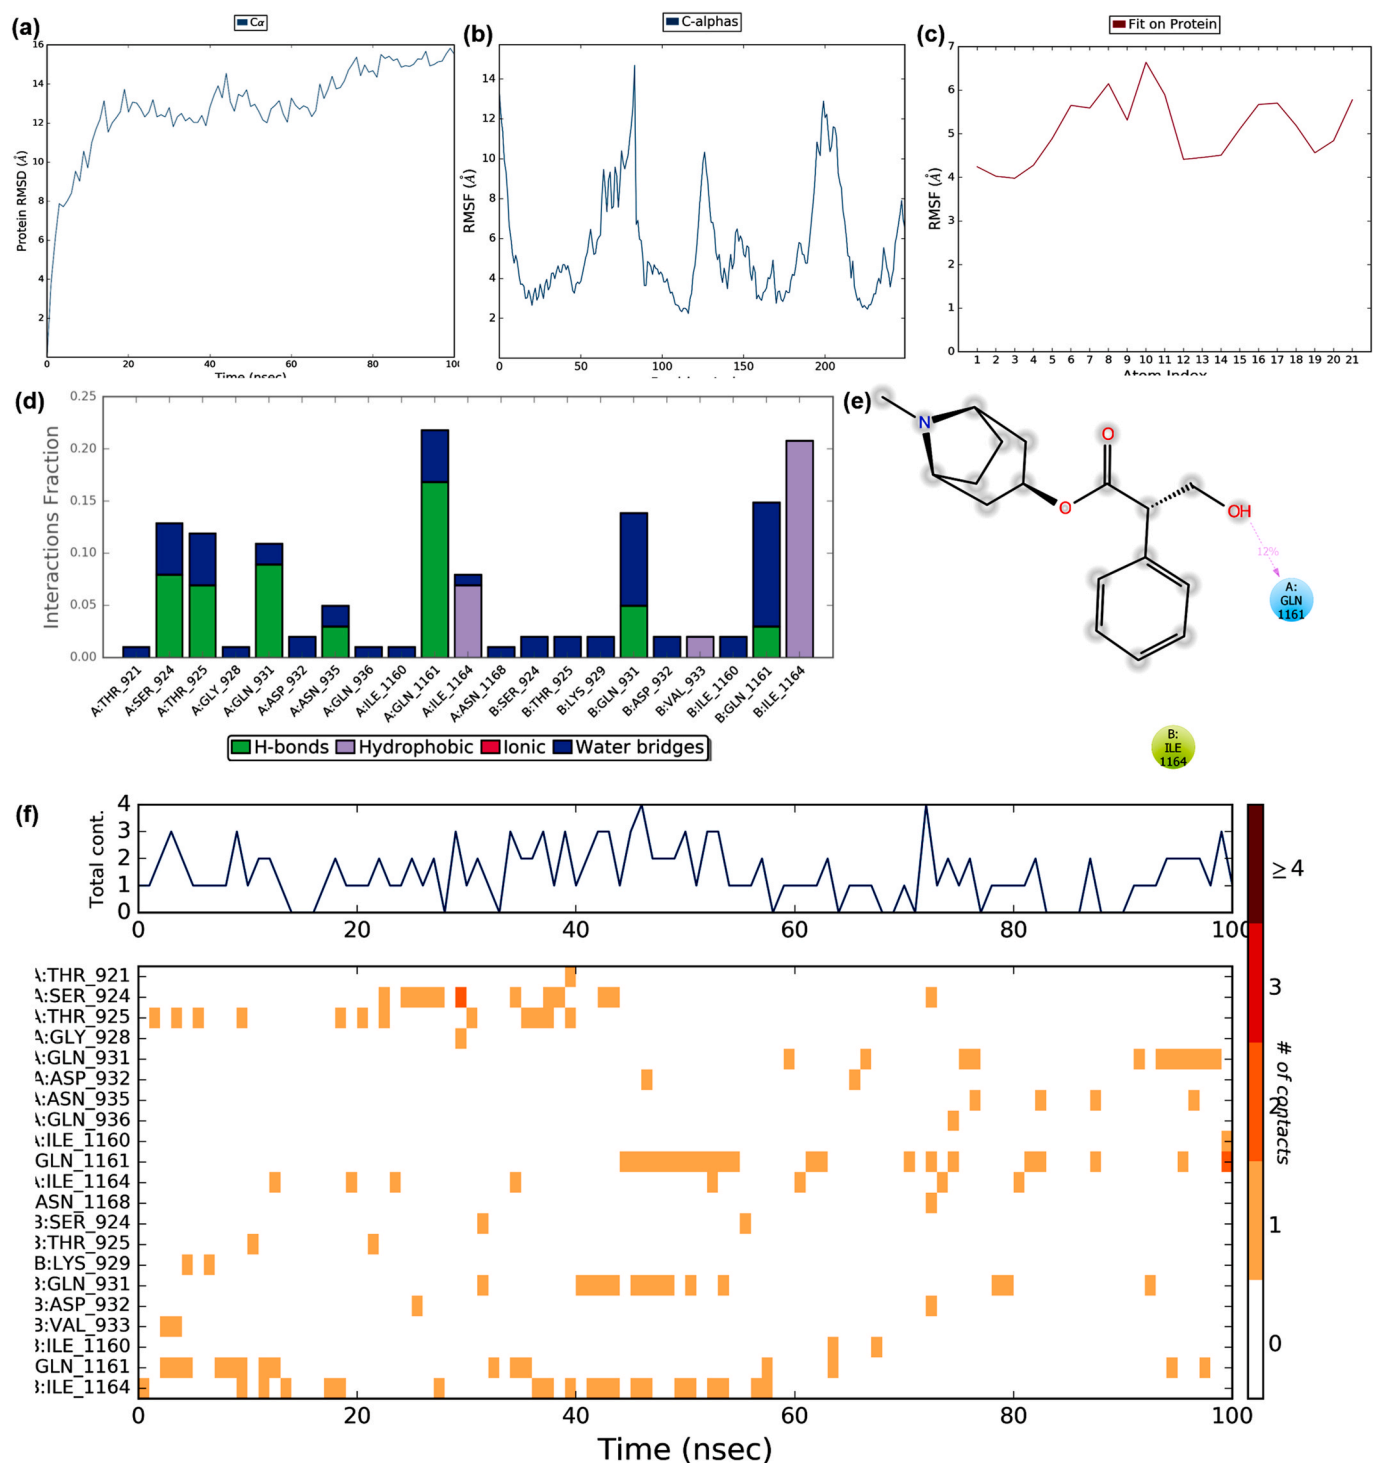 (a)
Cα
16
14
12
10
8
6
4
2
Protein RMSD (Å)
0 20 40 60 80 100
Time (nsec)
(b)
C-alphas
14
12
10
8
6
4
2
RMSF (Å)
0 50 100 150 200
(c)
Fit on Protein
7
6
5
4
3
2
1
0
RMSF (Å)
1 2 3 4 5 6 7 8 9 10 11 12 13 14 15 16 17 18 19 20 21
Atom Index
(d)
0.25
0.20
0.15
0.10
0.05
0.00
Interactions Fraction
A:THR_921
A:SER_924
A:THR_925
A:GLY_928
A:GLN_931
A:ASP_932
A:ASN_935
A:GLN_936
A:ILE_1160
A:GLN_1161
A:ILE_1164
A:ASN_1168
B:SER_924
B:THR_925
B:LYS_929
B:GLN_931
B:ASP_932
B:VAL_933
B:ILE_1160
B:GLN_1161
B:ILE_1164
H-bonds Hydrophobic Ionic Water bridges
(e)
N
O
O
OH
12%
A:
GLN
1161
B:
ILE
1164
(f)
4
3
2
1
0
Total cont.
0 20 40 60 80 100
A:THR_921
A:SER_924
A:THR_925
A:GLY_928
A:GLN_931
A:ASP_932
A:ASN_935
A:GLN_936
A:ILE_1160
GLN_1161
A:ILE_1164
ASN_1168
B:SER_924
B:THR_925
B:LYS_929
B:GLN_931
B:ASP_932
B:VAL_933
B:ILE_1160
GLN_1161
B:ILE_1164
0 20 40 60 80 100
Time (nsec)
≥4
3
2
1
0
# of contacts